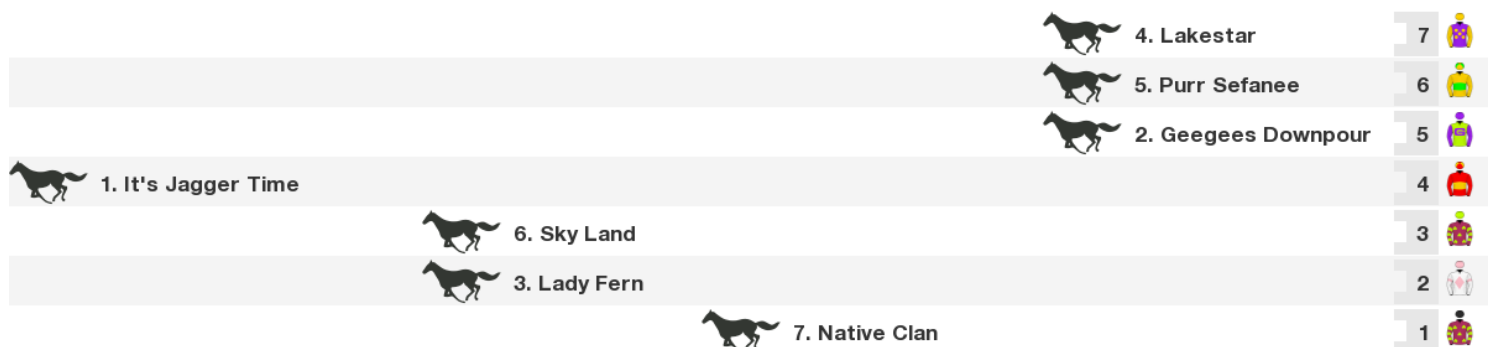 4. Lakestar 7
5. Purr Sefanee 6
2. Geegees Downpour 5
1. It's Jagger Time 4
6. Sky Land 3
3. Lady Fern 2
7. Native Clan 1